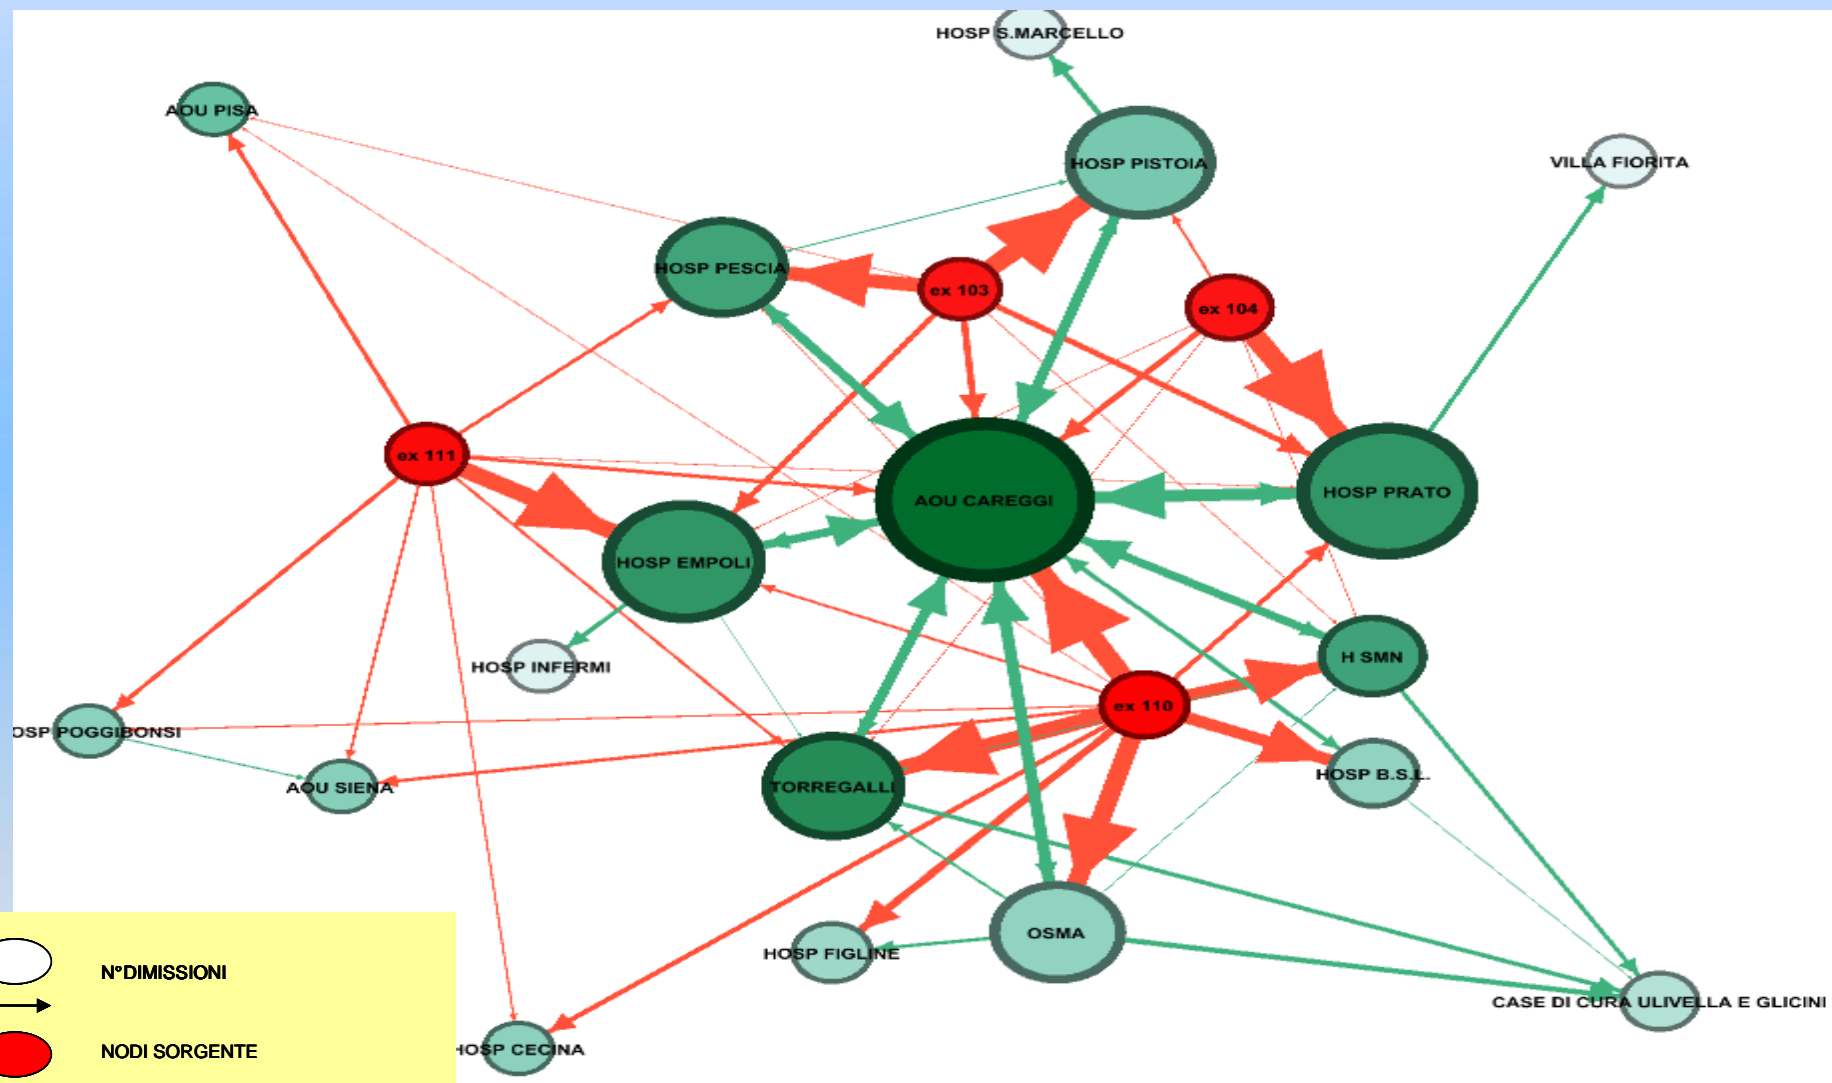 HOSP S.MARCELLO
AOU PISA
HOSP PISTOIA
VILLA FIORITA
HOSP PESCIA
ex 103
ex 104
ex 111
AOU CAREGGI
HOSP PRATO
HOSP EMPOLI
HOSP INFERMI
H SMN
ex 110
OSP POGGIBONSI
AOU SIENA
TORREGALLI
HOSP B.S.L.
OSMA
HOSP FIGLINE
CASE DI CURA ULIVELLA E GLICINI
HOSP CECINA
N°DIMISSIONI
NODI SORGENTE